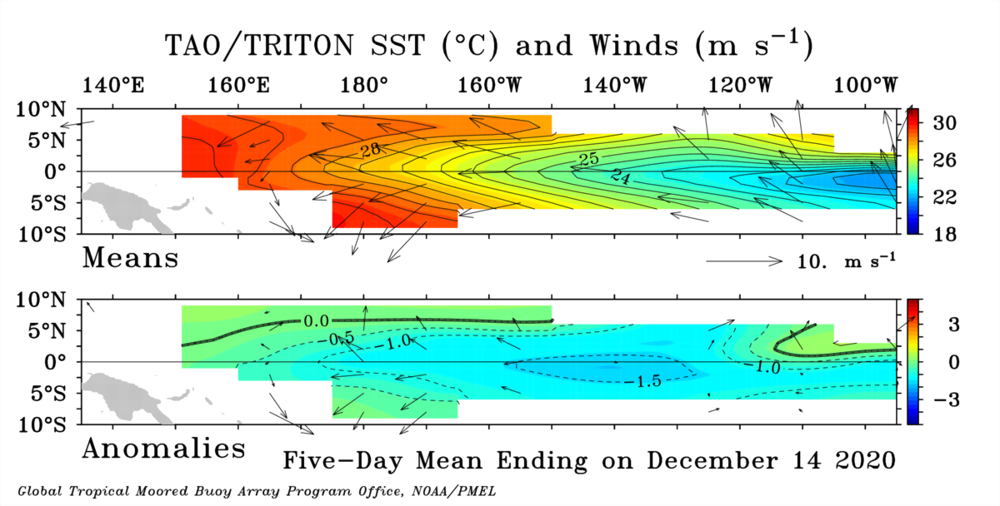 TAO/TRITON SST (°C) and Winds (m s⁻¹)
140°E 160°E 180° 160°W 140°W 120°W 100°W
10°N
5°N
0°
5°S
10°S
28
25
24
30
26
22
18
Means
10. m s⁻¹
10°N
5°N
0°
5°S
10°S
0.0
−0.5
−1.0
−1.0
−1.5
3
0
−3
Anomalies
Five-Day Mean Ending on December 14 2020
Global Tropical Moored Buoy Array Program Office, NOAA/PMEL